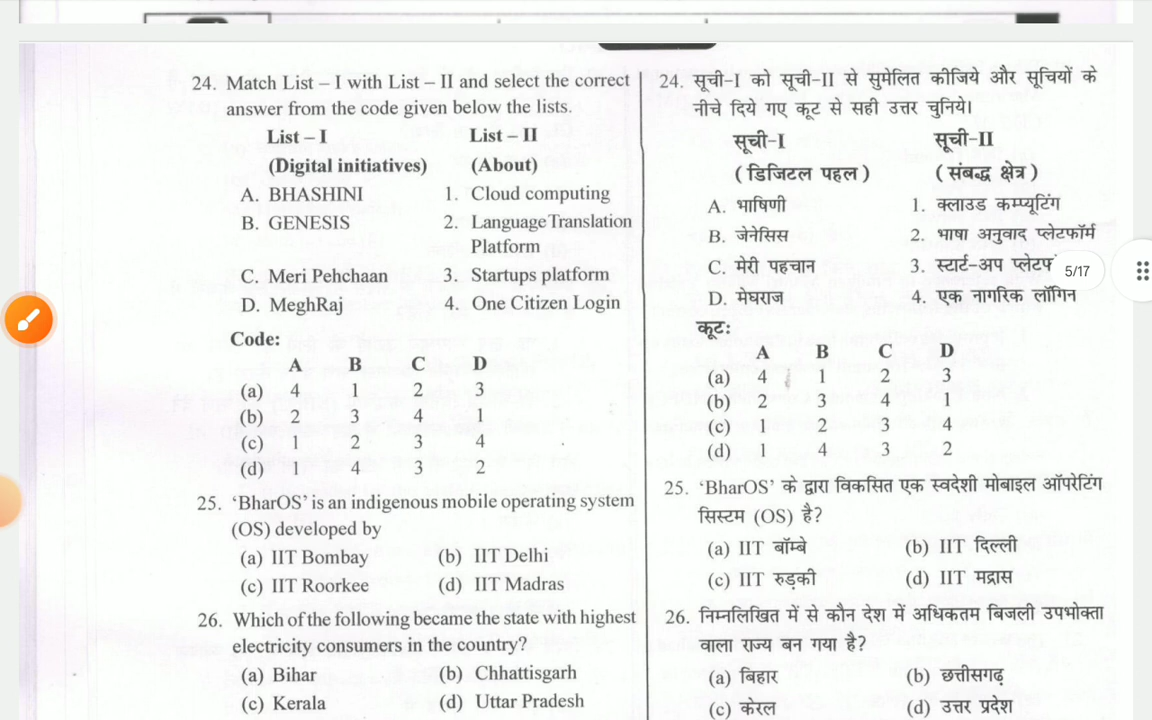 24. Match List – I with List – II and select the correct
answer from the code given below the lists.
List – I List – II
(Digital initiatives) (About)
A. BHASHINI 1. Cloud computing
B. GENESIS 2. Language Translation
Platform
C. Meri Pehchaan 3. Startups platform
D. MeghRaj 4. One Citizen Login
Code:
A B C D
(a) 4 1 2 3
(b) 2 3 4 1
(c) 1 2 3 4
(d) 1 4 3 2
25. ‘BharOS’ is an indigenous mobile operating system
(OS) developed by
(a) IIT Bombay (b) IIT Delhi
(c) IIT Roorkee (d) IIT Madras
26. Which of the following became the state with highest
electricity consumers in the country?
(a) Bihar (b) Chhattisgarh
(c) Kerala (d) Uttar Pradesh
24. सूची-I को सूची-II से सुमेलित कीजिये और सूचियों के
नीचे दिये गए कूट से सही उत्तर चुनिये।
सूची-I सूची-II
(डिजिटल पहल) (संबद्ध क्षेत्र)
A. भाषिणी 1. क्लाउड कम्प्यूटिंग
B. जेनेसिस 2. भाषा अनुवाद प्लेटफॉर्म
C. मेरी पहचान 3. स्टार्ट-अप
D. मेघराज 4. एक नागरिक लॉगिन
5/17
कूट:
A B C D
(a) 4 1 2 3
(b) 2 3 4 1
(c) 1 2 3 4
(d) 1 4 3 2
25. ‘BharOS’ के द्वारा विकसित एक स्वदेशी मोबाइल ऑपरेटिंग
सिस्टम (OS) है?
(a) IIT बॉम्बे (b) IIT दिल्ली
(c) IIT रुड़की (d) IIT मद्रास
26. निम्नलिखित में से कौन देश में अधिकतम बिजली उपभोक्ता
वाला राज्य बन गया है?
(a) बिहार (b) छत्तीसगढ़
(c) केरल (d) उत्तर प्रदेश